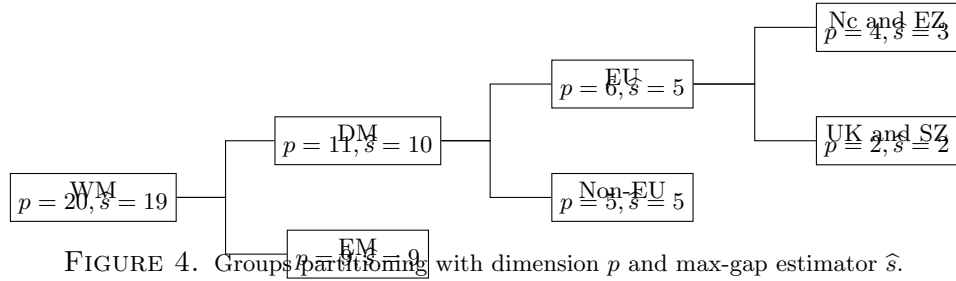 Nc and EZ
p = 4, ŝ = 3
EU
p = 6, ŝ = 5
DM
p = 11, ŝ = 10
UK and SZ
p = 2, ŝ = 2
WM
p = 20, ŝ = 19
Non-EU
p = 5, ŝ = 5
EM
p = 9, ŝ = 9
FIGURE 4. Groups partitioning with dimension p and max-gap estimator ŝ.